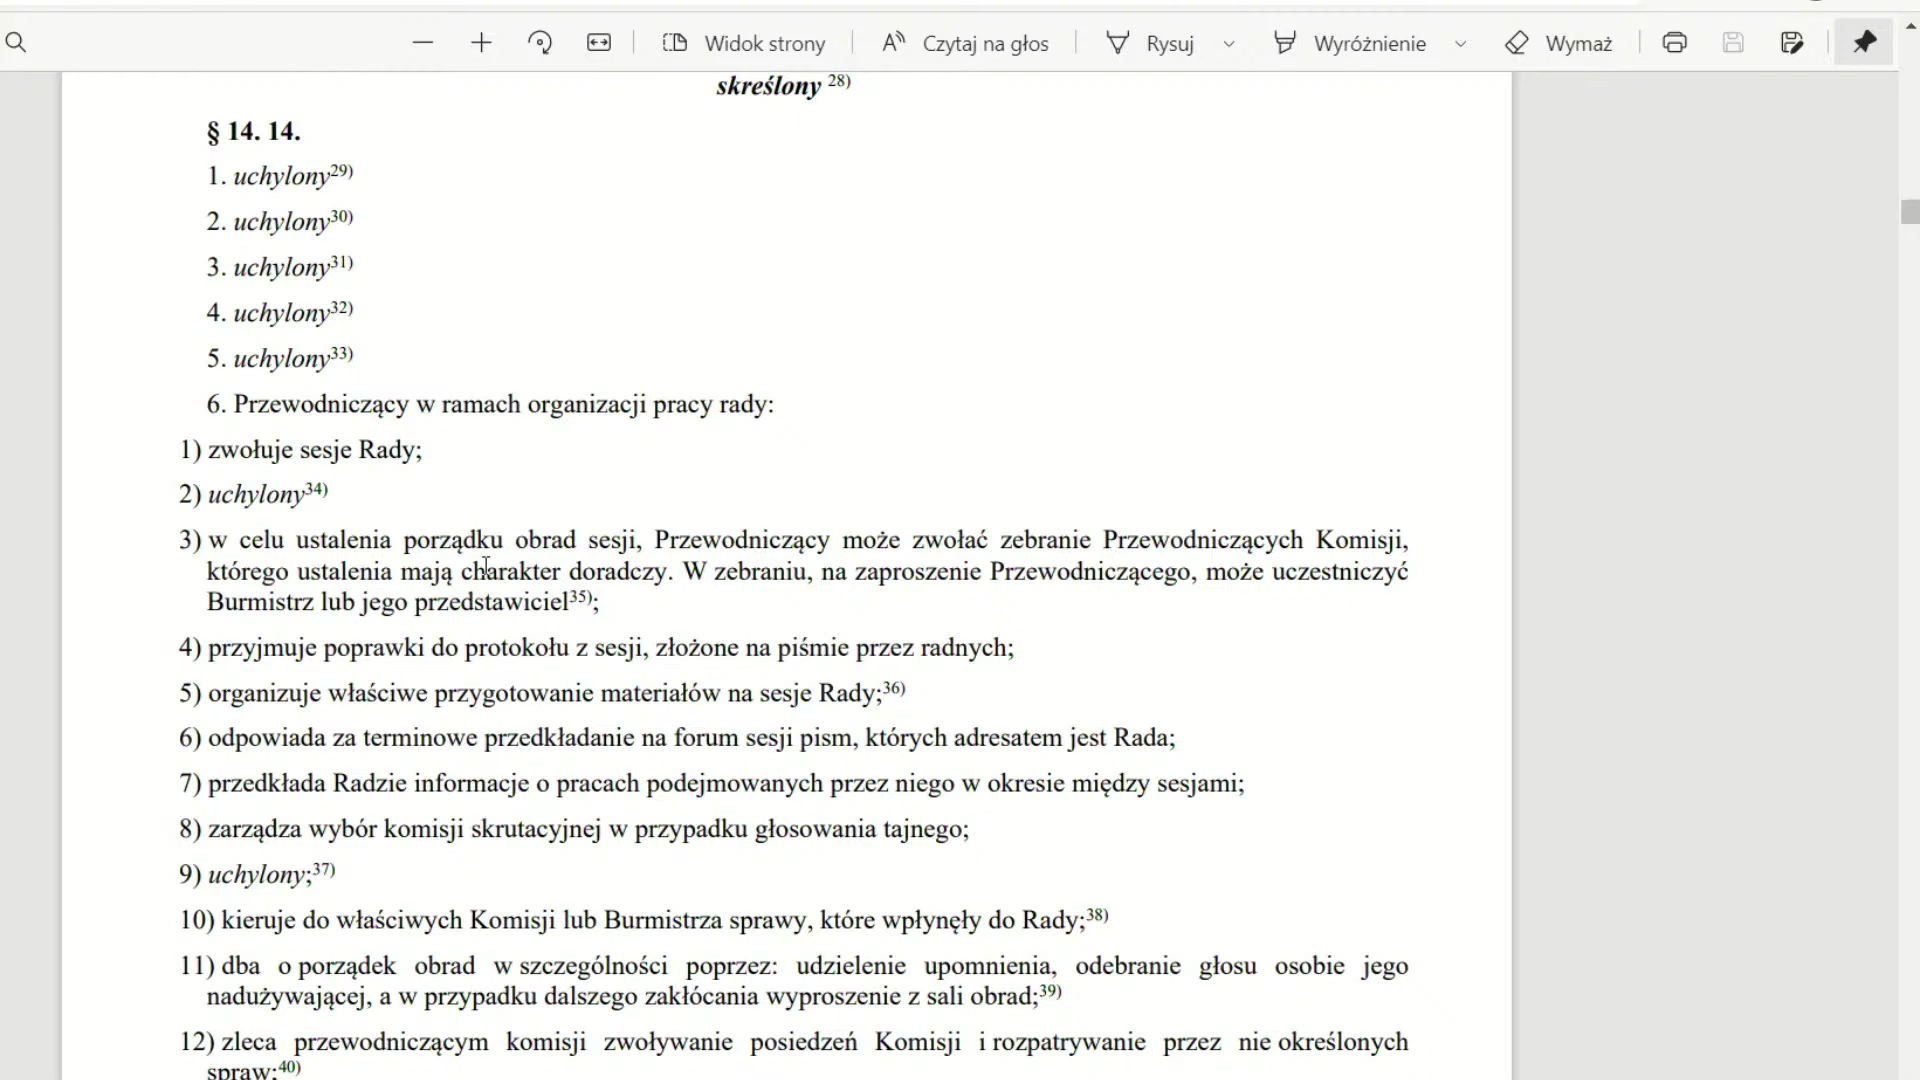 Widok strony
Czytaj na głos
Rysuj
Wyróżnienie
Wymaż
skreślony 28)
§ 14. 14.
1. uchylony29)
2. uchylony30)
3. uchylony31)
4. uchylony32)
5. uchylony33)
6. Przewodniczący w ramach organizacji pracy rady:
1) zwołuje sesje Rady;
2) uchylony34)
3) w celu ustalenia porządku obrad sesji, Przewodniczący może zwołać zebranie Przewodniczących Komisji,
którego ustalenia mają charakter doradczy. W zebraniu, na zaproszenie Przewodniczącego, może uczestniczyć
Burmistrz lub jego przedstawiciel35);
4) przyjmuje poprawki do protokołu z sesji, złożone na piśmie przez radnych;
5) organizuje właściwe przygotowanie materiałów na sesje Rady;36)
6) odpowiada za terminowe przedkładanie na forum sesji pism, których adresatem jest Rada;
7) przedkłada Radzie informacje o pracach podejmowanych przez niego w okresie między sesjami;
8) zarządza wybór komisji skrutacyjnej w przypadku głosowania tajnego;
9) uchylony;37)
10) kieruje do właściwych Komisji lub Burmistrza sprawy, które wpłynęły do Rady;38)
11) dba o porządek obrad w szczególności poprzez: udzielenie upomnienia, odebranie głosu osobie jego
nadużywającej, a w przypadku dalszego zakłócania wyproszenie z sali obrad;39)
12) zleca przewodniczącym komisji zwoływanie posiedzeń Komisji i rozpatrywanie przez nie określonych
spraw;40)